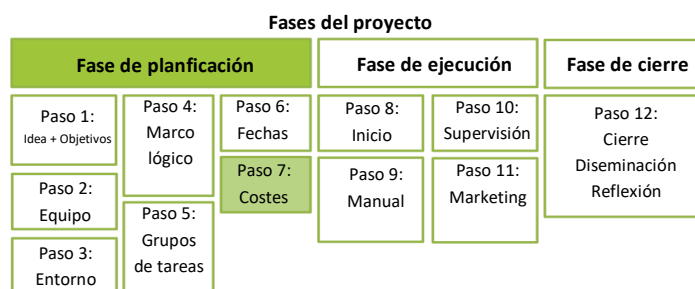 Fases del proyecto
Fase de planficación
Fase de ejecución
Fase de cierre
Paso 1:
Idea + Objetivos
Paso 2:
Equipo
Paso 3:
Entorno
Paso 4:
Marco
lógico
Paso 5:
Grupos
de tareas
Paso 6:
Fechas
Paso 7:
Costes
Paso 8:
Inicio
Paso 9:
Manual
Paso 10:
Supervisión
Paso 11:
Marketing
Paso 12:
Cierre
Diseminación
Reflexión